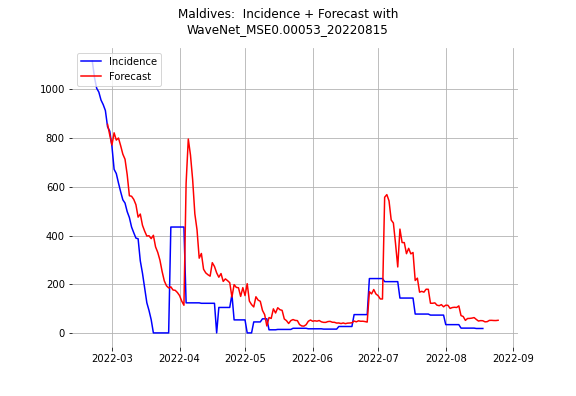 Maldives:  Incidence + Forecast with
WaveNet_MSE0.00053_20220815
Incidence
Forecast
1000
800
600
400
200
0
2022-03 2022-04 2022-05 2022-06 2022-07 2022-08 2022-09